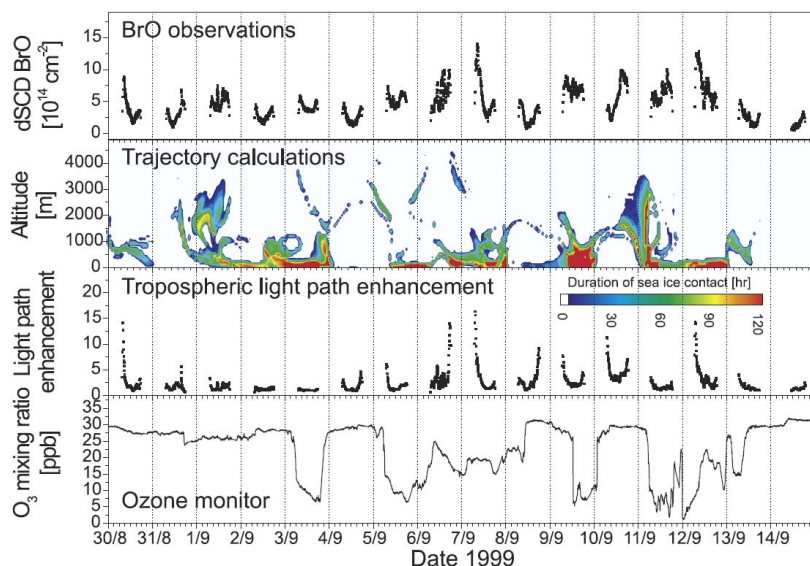 BrO observations
dSCD BrO
[10¹⁴ cm⁻²]
15
10
5
0
Trajectory calculations
Altitude
[m]
4000
3000
2000
1000
0
Tropospheric light path enhancement
Duration of sea ice contact [hr]
0 30 60 90 120
Light path
enhancement
20
15
10
5
0
O₃ mixing ratio
[ppb]
35
30
25
20
15
10
5
0
Ozone monitor
30/8 31/8 1/9 2/9 3/9 4/9 5/9 6/9 7/9 8/9 9/9 10/9 11/9 12/9 13/9 14/9
Date 1999